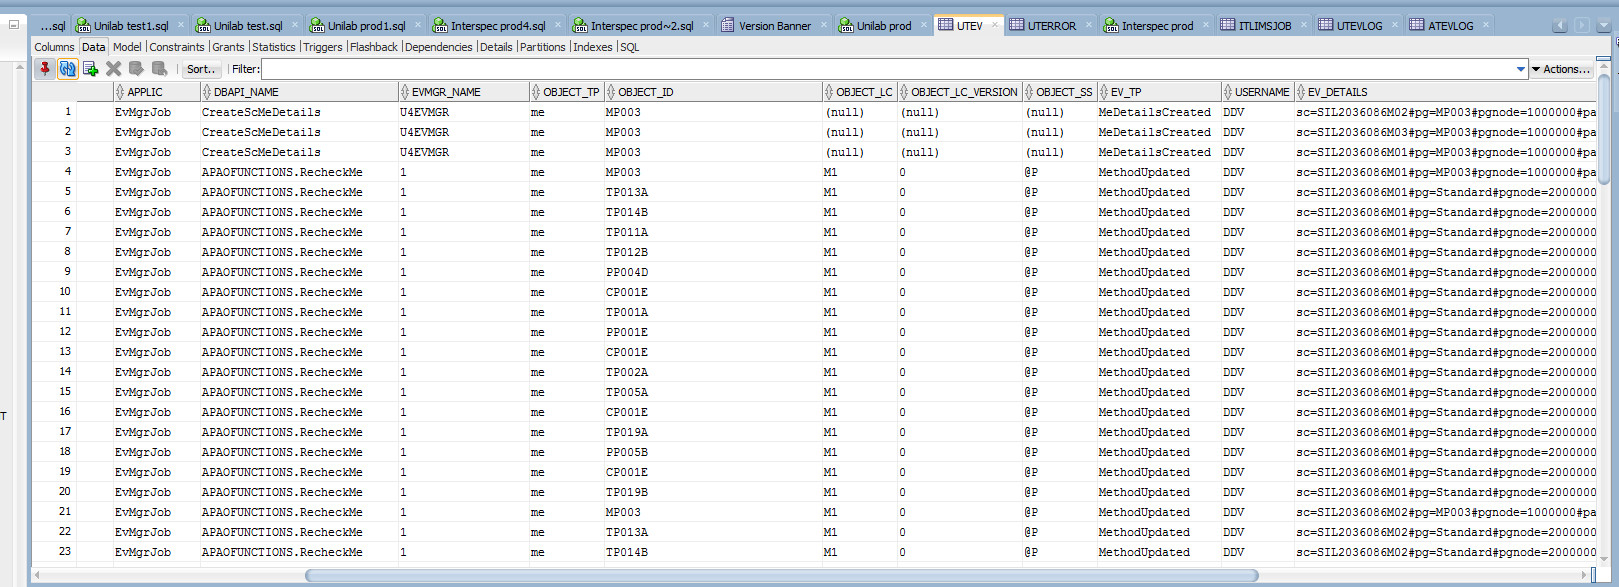 ...sql Unilab test1.sql Unilab test.sql Unilab prod1.sql Interspec prod4.sql Interspec prod~2.sql Version Banner Unilab prod UTEV UTERROR Interspec prod ITLIMSJOB UTEVLOG ATEVLOG
Columns Data Model Constraints Grants Statistics Triggers Flashback Dependencies Details Partitions Indexes SQL
Sort.. Filter: Actions...
APPLIC DBAPI_NAME EVMGR_NAME OBJECT_TP OBJECT_ID OBJECT_LC OBJECT_LC_VERSION OBJECT_SS EV_TP USERNAME EV_DETAILS
1 EvMgrJob CreateScMeDetails U4EVMGR me MP003 (null) (null) (null) MeDetailsCreated DDV sc=SIL2036086M02#pg=MP003#pgnode=1000000#pa
2 EvMgrJob CreateScMeDetails U4EVMGR me MP003 (null) (null) (null) MeDetailsCreated DDV sc=SIL2036086M03#pg=MP003#pgnode=1000000#pa
3 EvMgrJob CreateScMeDetails U4EVMGR me MP003 (null) (null) (null) MeDetailsCreated DDV sc=SIL2036086M01#pg=MP003#pgnode=1000000#pa
4 EvMgrJob APAOFUNCTIONS.RecheckMe 1 me MP003 M1 0 @P MethodUpdated DDV sc=SIL2036086M01#pg=MP003#pgnode=1000000#pa
5 EvMgrJob APAOFUNCTIONS.RecheckMe 1 me TP013A M1 0 @P MethodUpdated DDV sc=SIL2036086M01#pg=Standard#pgnode=2000000
6 EvMgrJob APAOFUNCTIONS.RecheckMe 1 me TP014B M1 0 @P MethodUpdated DDV sc=SIL2036086M01#pg=Standard#pgnode=2000000
7 EvMgrJob APAOFUNCTIONS.RecheckMe 1 me TP011A M1 0 @P MethodUpdated DDV sc=SIL2036086M01#pg=Standard#pgnode=2000000
8 EvMgrJob APAOFUNCTIONS.RecheckMe 1 me TP012B M1 0 @P MethodUpdated DDV sc=SIL2036086M01#pg=Standard#pgnode=2000000
9 EvMgrJob APAOFUNCTIONS.RecheckMe 1 me PP004D M1 0 @P MethodUpdated DDV sc=SIL2036086M01#pg=Standard#pgnode=2000000
10 EvMgrJob APAOFUNCTIONS.RecheckMe 1 me CP001E M1 0 @P MethodUpdated DDV sc=SIL2036086M01#pg=Standard#pgnode=2000000
11 EvMgrJob APAOFUNCTIONS.RecheckMe 1 me TP001A M1 0 @P MethodUpdated DDV sc=SIL2036086M01#pg=Standard#pgnode=2000000
12 EvMgrJob APAOFUNCTIONS.RecheckMe 1 me PP001E M1 0 @P MethodUpdated DDV sc=SIL2036086M01#pg=Standard#pgnode=2000000
13 EvMgrJob APAOFUNCTIONS.RecheckMe 1 me CP001E M1 0 @P MethodUpdated DDV sc=SIL2036086M01#pg=Standard#pgnode=2000000
14 EvMgrJob APAOFUNCTIONS.RecheckMe 1 me TP002A M1 0 @P MethodUpdated DDV sc=SIL2036086M01#pg=Standard#pgnode=2000000
15 EvMgrJob APAOFUNCTIONS.RecheckMe 1 me TP005A M1 0 @P MethodUpdated DDV sc=SIL2036086M01#pg=Standard#pgnode=2000000
T
16 EvMgrJob APAOFUNCTIONS.RecheckMe 1 me CP001E M1 0 @P MethodUpdated DDV sc=SIL2036086M01#pg=Standard#pgnode=2000000
17 EvMgrJob APAOFUNCTIONS.RecheckMe 1 me TP019A M1 0 @P MethodUpdated DDV sc=SIL2036086M01#pg=Standard#pgnode=2000000
18 EvMgrJob APAOFUNCTIONS.RecheckMe 1 me PP005B M1 0 @P MethodUpdated DDV sc=SIL2036086M01#pg=Standard#pgnode=2000000
19 EvMgrJob APAOFUNCTIONS.RecheckMe 1 me CP001E M1 0 @P MethodUpdated DDV sc=SIL2036086M01#pg=Standard#pgnode=2000000
20 EvMgrJob APAOFUNCTIONS.RecheckMe 1 me TP019B M1 0 @P MethodUpdated DDV sc=SIL2036086M01#pg=Standard#pgnode=2000000
21 EvMgrJob APAOFUNCTIONS.RecheckMe 1 me MP003 M1 0 @P MethodUpdated DDV sc=SIL2036086M02#pg=MP003#pgnode=1000000#pa
22 EvMgrJob APAOFUNCTIONS.RecheckMe 1 me TP013A M1 0 @P MethodUpdated DDV sc=SIL2036086M02#pg=Standard#pgnode=2000000
23 EvMgrJob APAOFUNCTIONS.RecheckMe 1 me TP014B M1 0 @P MethodUpdated DDV sc=SIL2036086M02#pg=Standard#pgnode=2000000